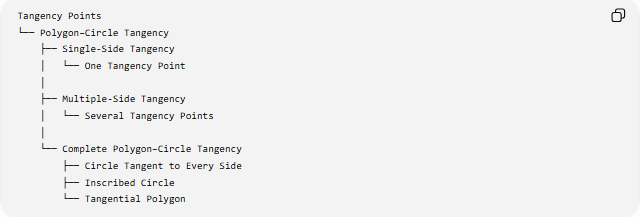 Tangency Points
└── Polygon–Circle Tangency
    ├── Single-Side Tangency
    │   └── One Tangency Point
    │
    ├── Multiple-Side Tangency
    │   └── Several Tangency Points
    │
    └── Complete Polygon–Circle Tangency
        ├── Circle Tangent to Every Side
        ├── Inscribed Circle
        └── Tangential Polygon